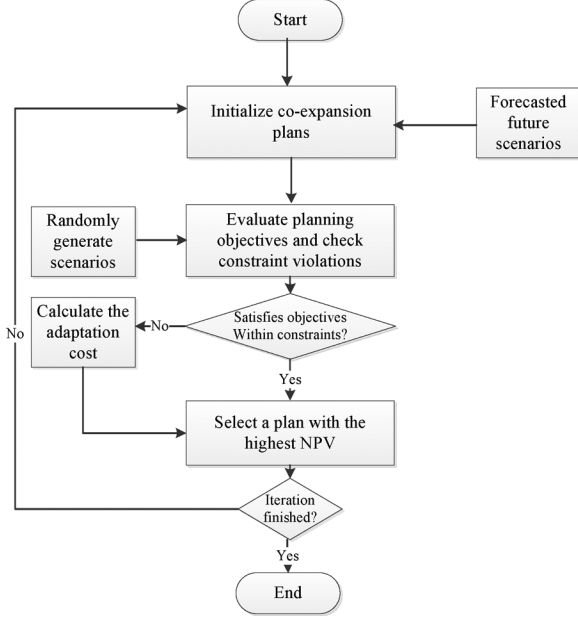 Start
Initialize co-expansion
plans
Forecasted
future
scenarios
Randomly
generate
scenarios
Evaluate planning
objectives and check
constraint violations
Calculate the
adaptation
cost
No
Satisfies objectives
Within constraints?
No
Yes
Select a plan with the
highest NPV
Iteration
finished?
Yes
End